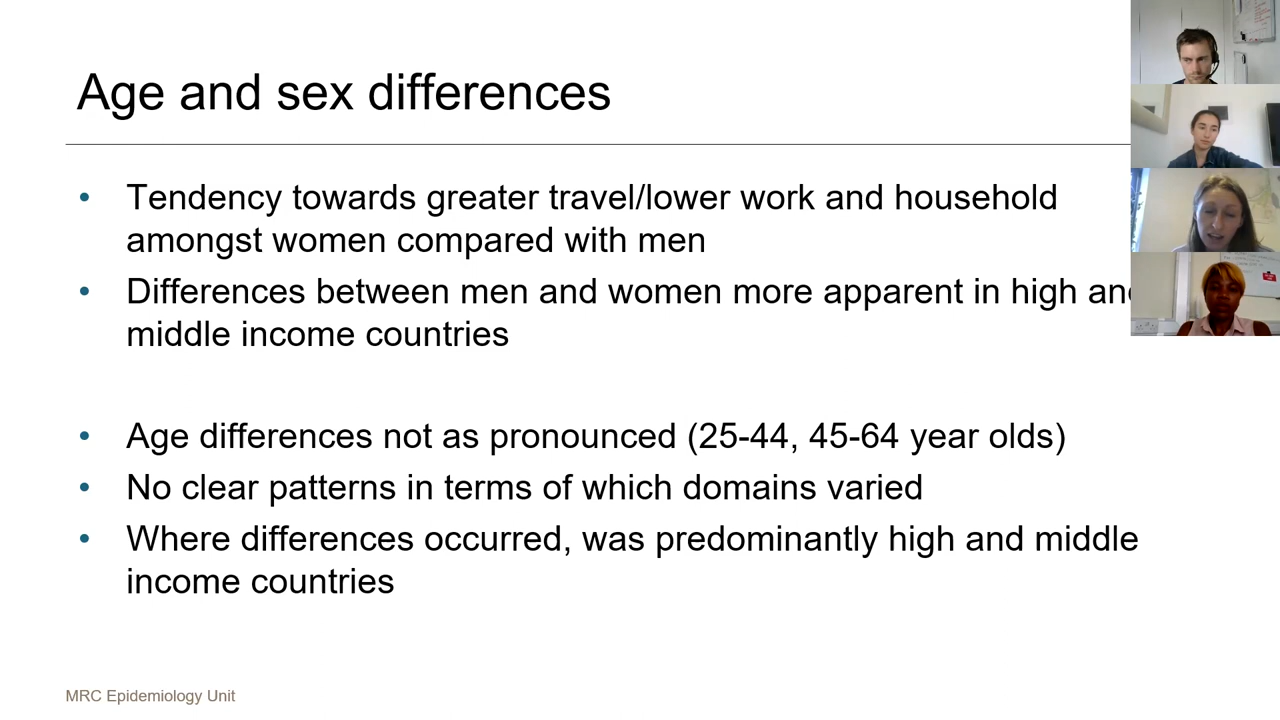 Age and sex differences
• Tendency towards greater travel/lower work and household
amongst women compared with men
• Differences between men and women more apparent in high
middle income countries
• Age differences not as pronounced (25-44, 45-64 year olds)
• No clear patterns in terms of which domains varied
• Where differences occurred, was predominantly high and middle
income countries
MRC Epidemiology Unit